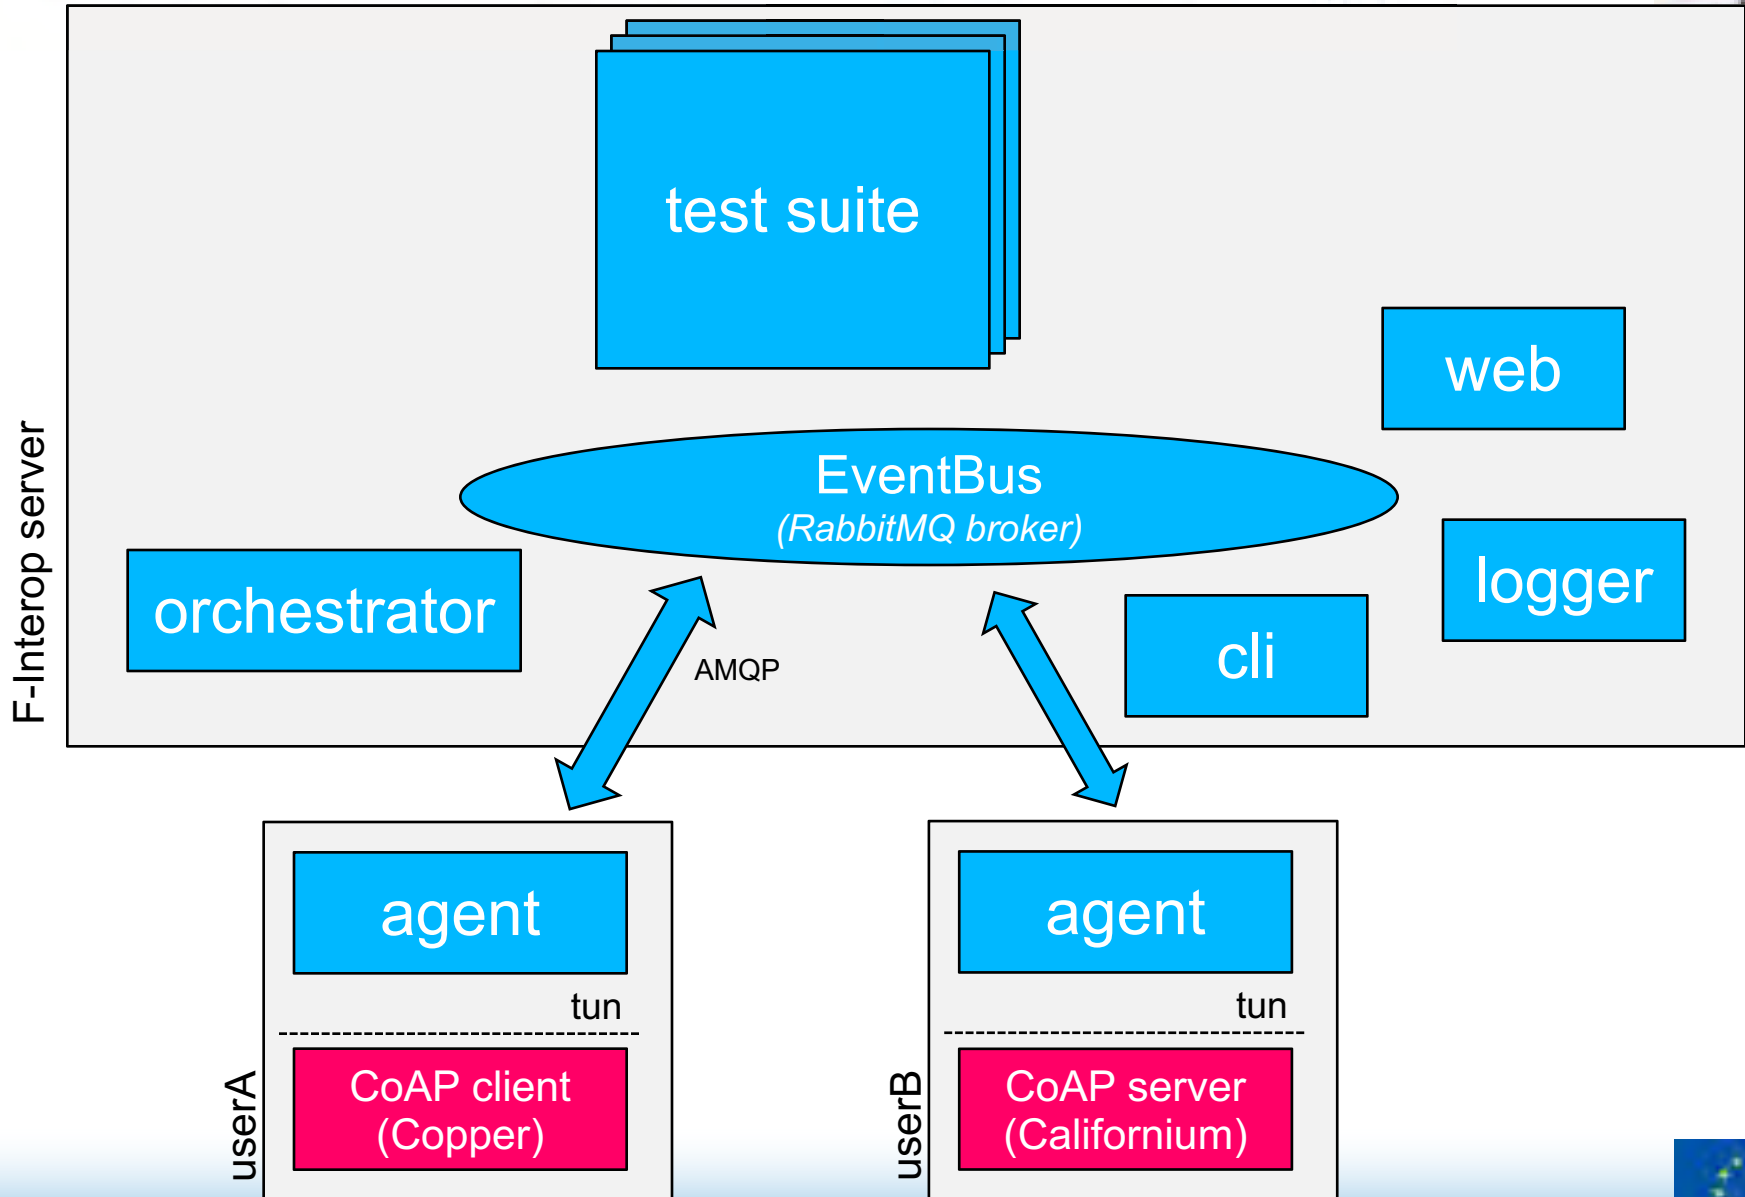 test suite
web
EventBus
(RabbitMQ broker)
logger
orchestrator
cli
AMQP
F-Interop server
agent
tun
CoAP client
(Copper)
userA
agent
tun
CoAP server
(Californium)
userB